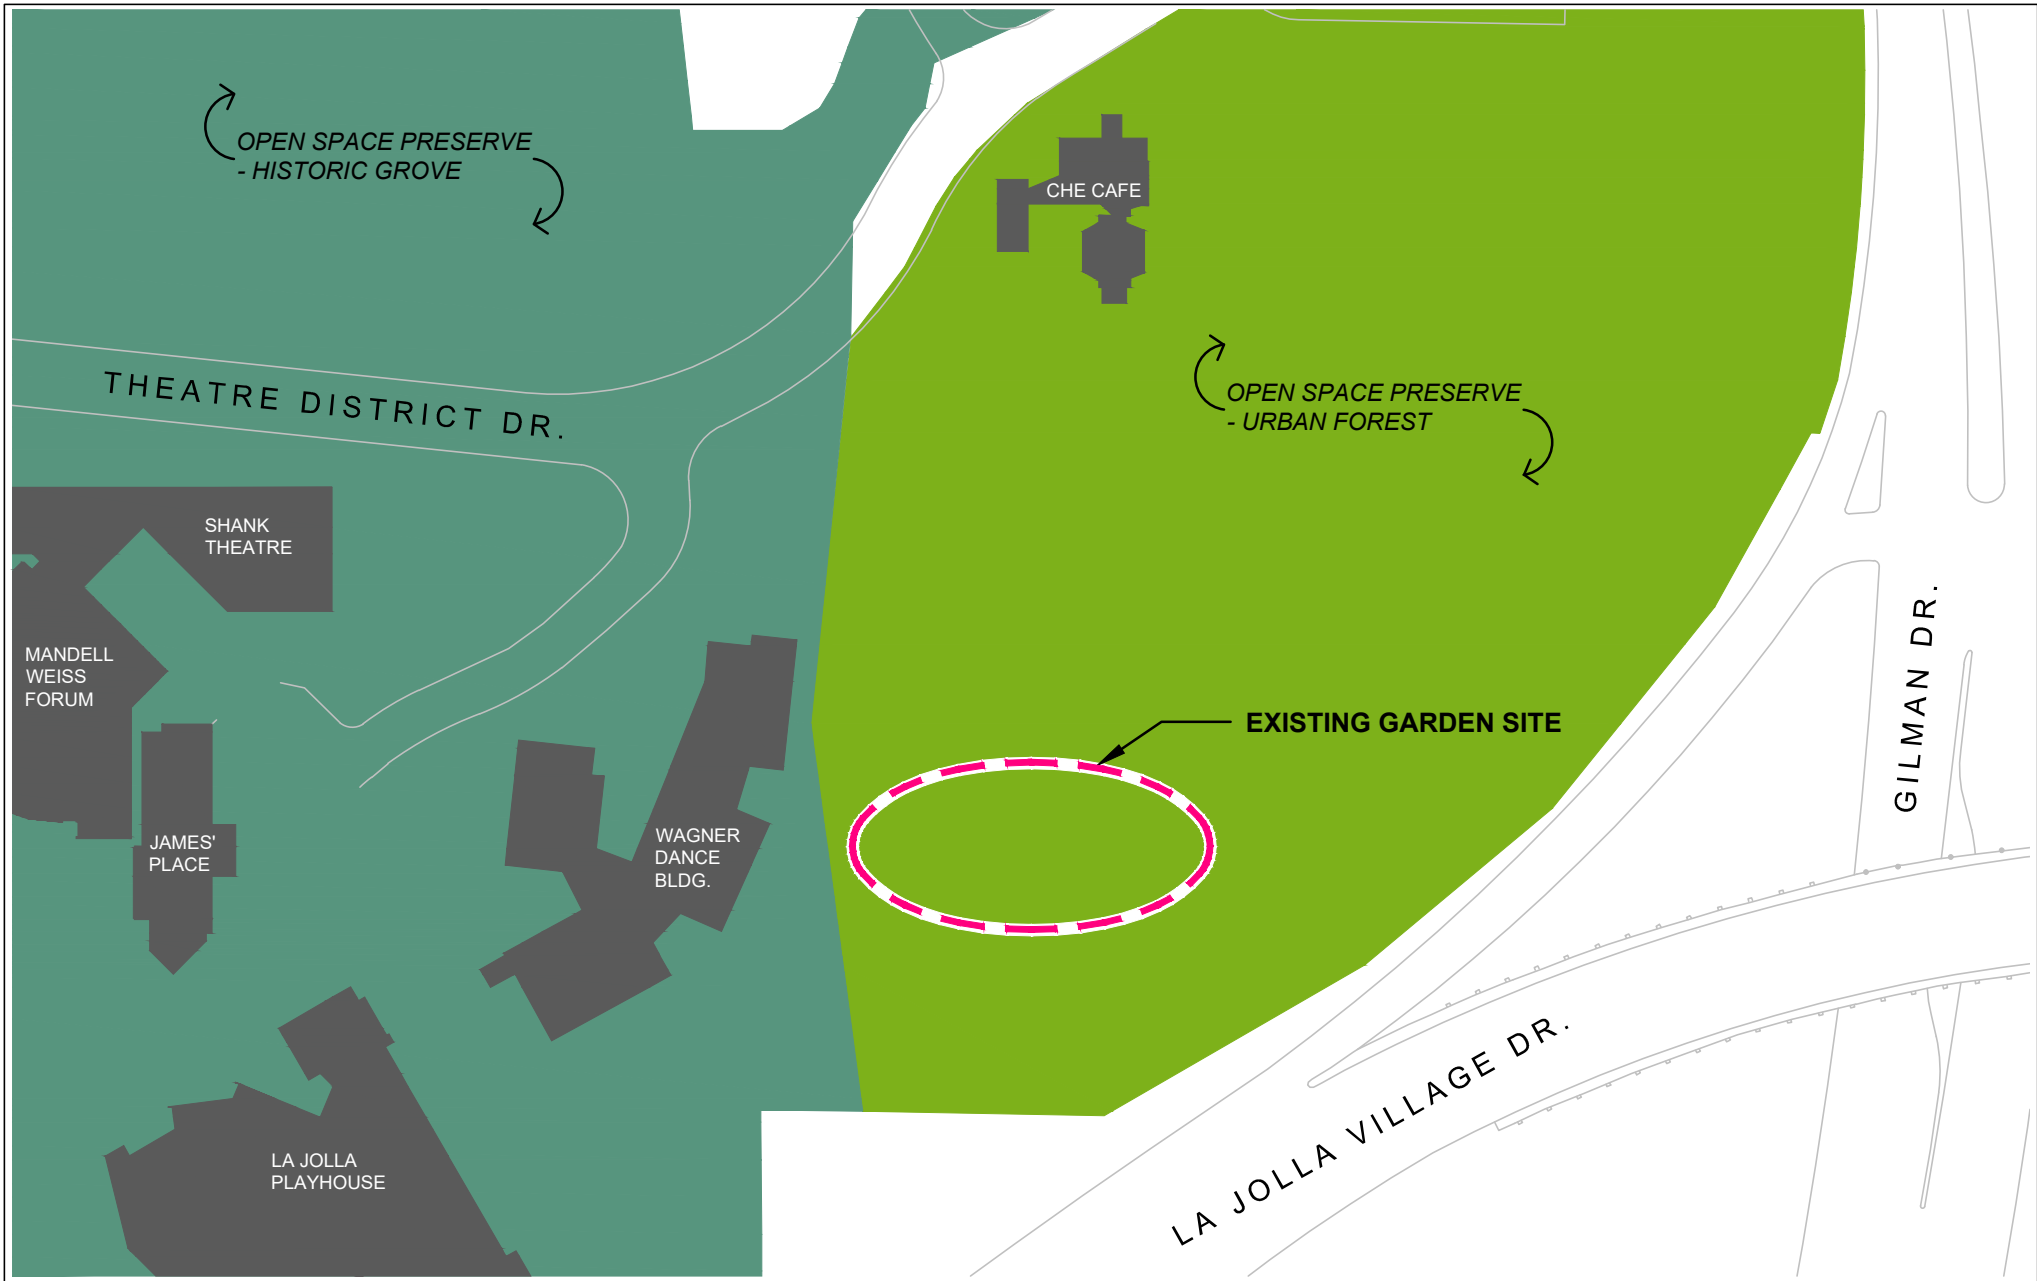 OPEN SPACE PRESERVE
- HISTORIC GROVE
CHE CAFE
THEATRE DISTRICT DR.
OPEN SPACE PRESERVE
- URBAN FOREST
SHANK
THEATRE
MANDELL
WEISS
FORUM
GILMAN DR.
EXISTING GARDEN SITE
JAMES'
PLACE
WAGNER
DANCE
BLDG.
LA JOLLA VILLAGE DR.
LA JOLLA
PLAYHOUSE